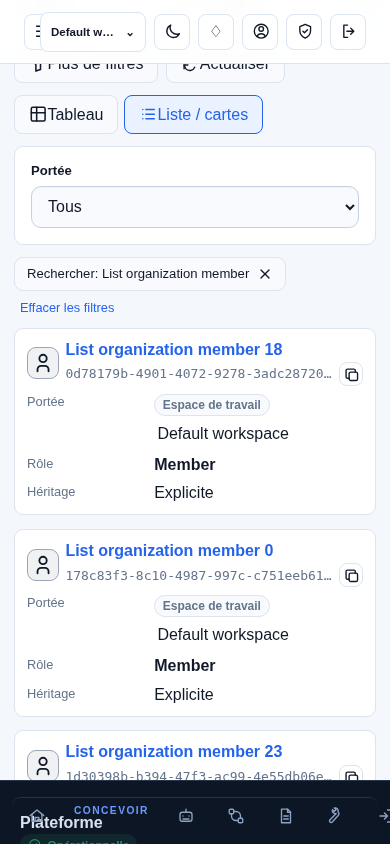 Default w…
Plus de filtres
Actualiser
Tableau
Liste / cartes
Portée
Tous
Rechercher: List organization member
Effacer les filtres
List organization member 18
0d78179b-4901-4072-9278-3adc28720…
Portée
Espace de travail
Default workspace
Rôle
Member
Héritage
Explicite
List organization member 0
178c83f3-8c10-4987-997c-c751eeb61…
Portée
Espace de travail
Default workspace
Rôle
Member
Héritage
Explicite
List organization member 23
1d30398b-b394-47f3-ac99-4e55db06e…
CONCEVOIR
Plateforme
Opérationnelle